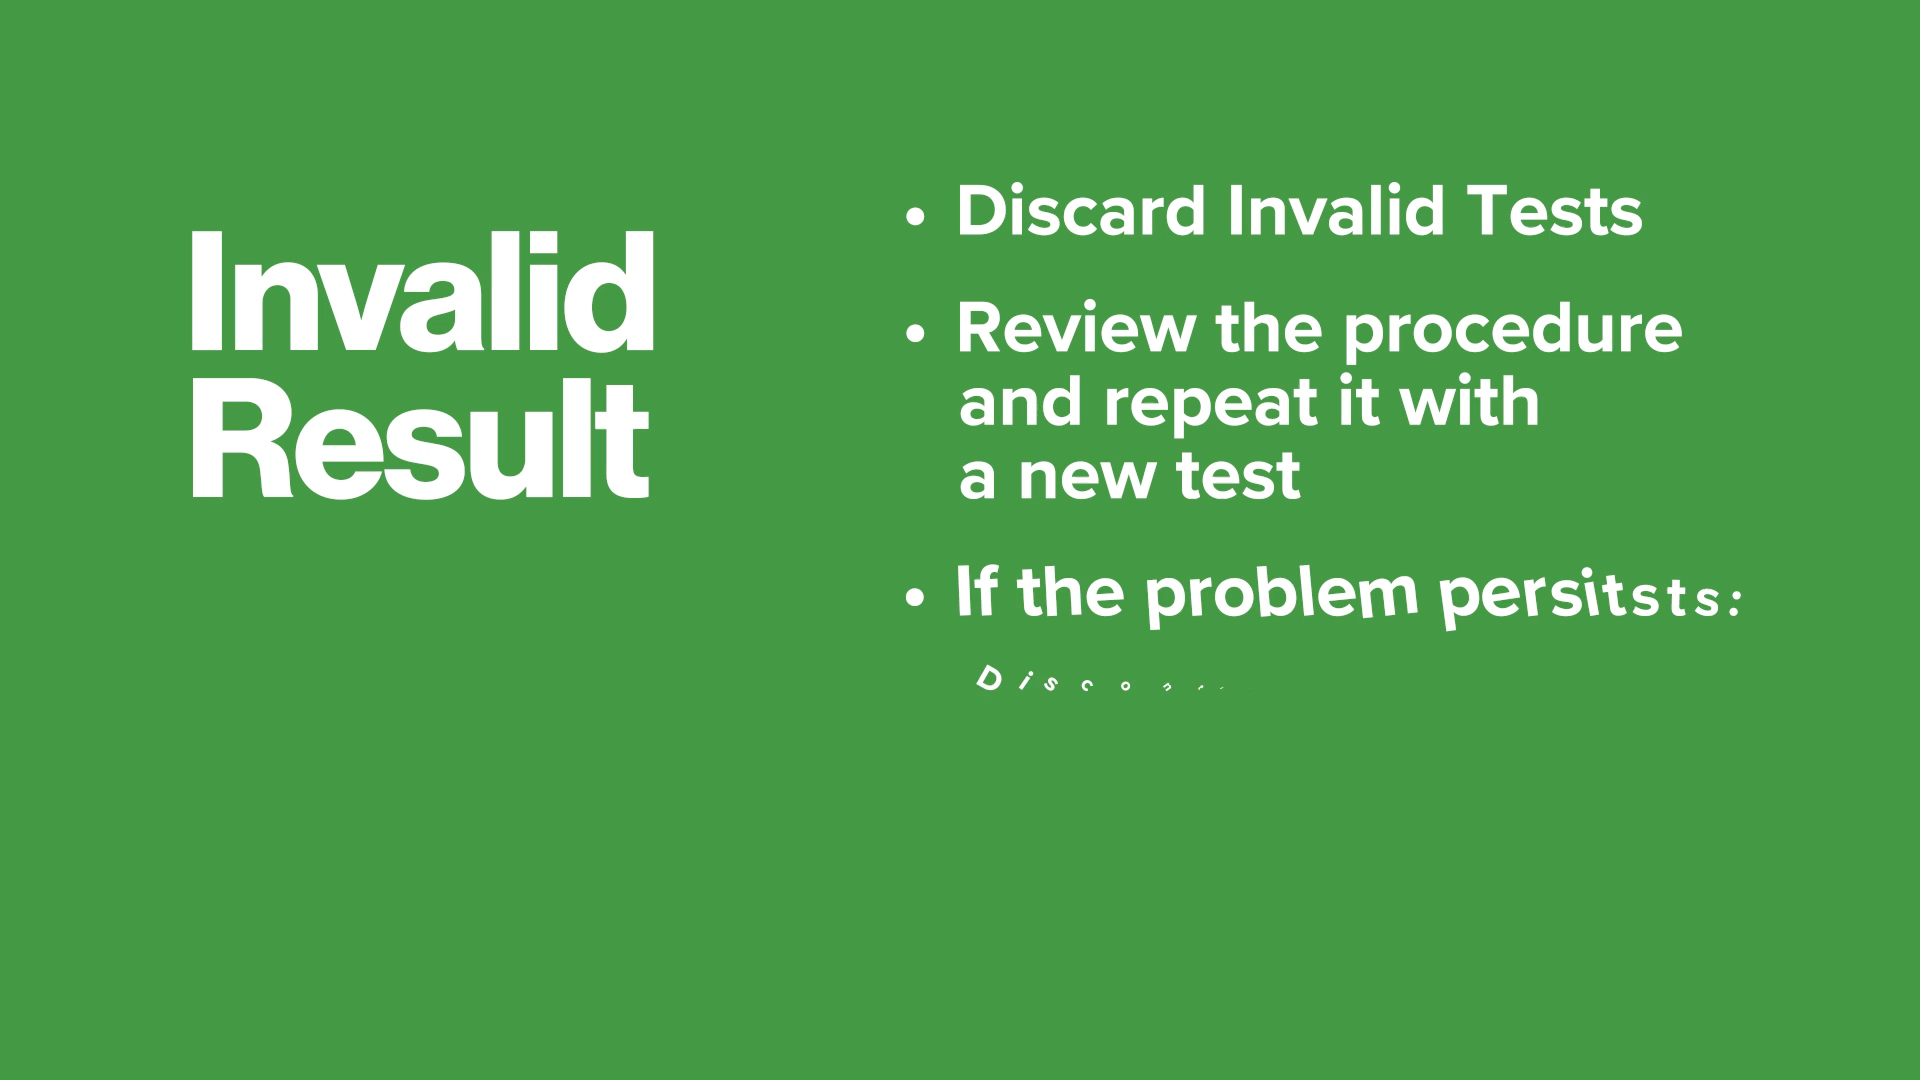 Invalid
Result
• Discard Invalid Tests
• Review the procedure
and repeat it with
a new test
• If the problem persitsts: